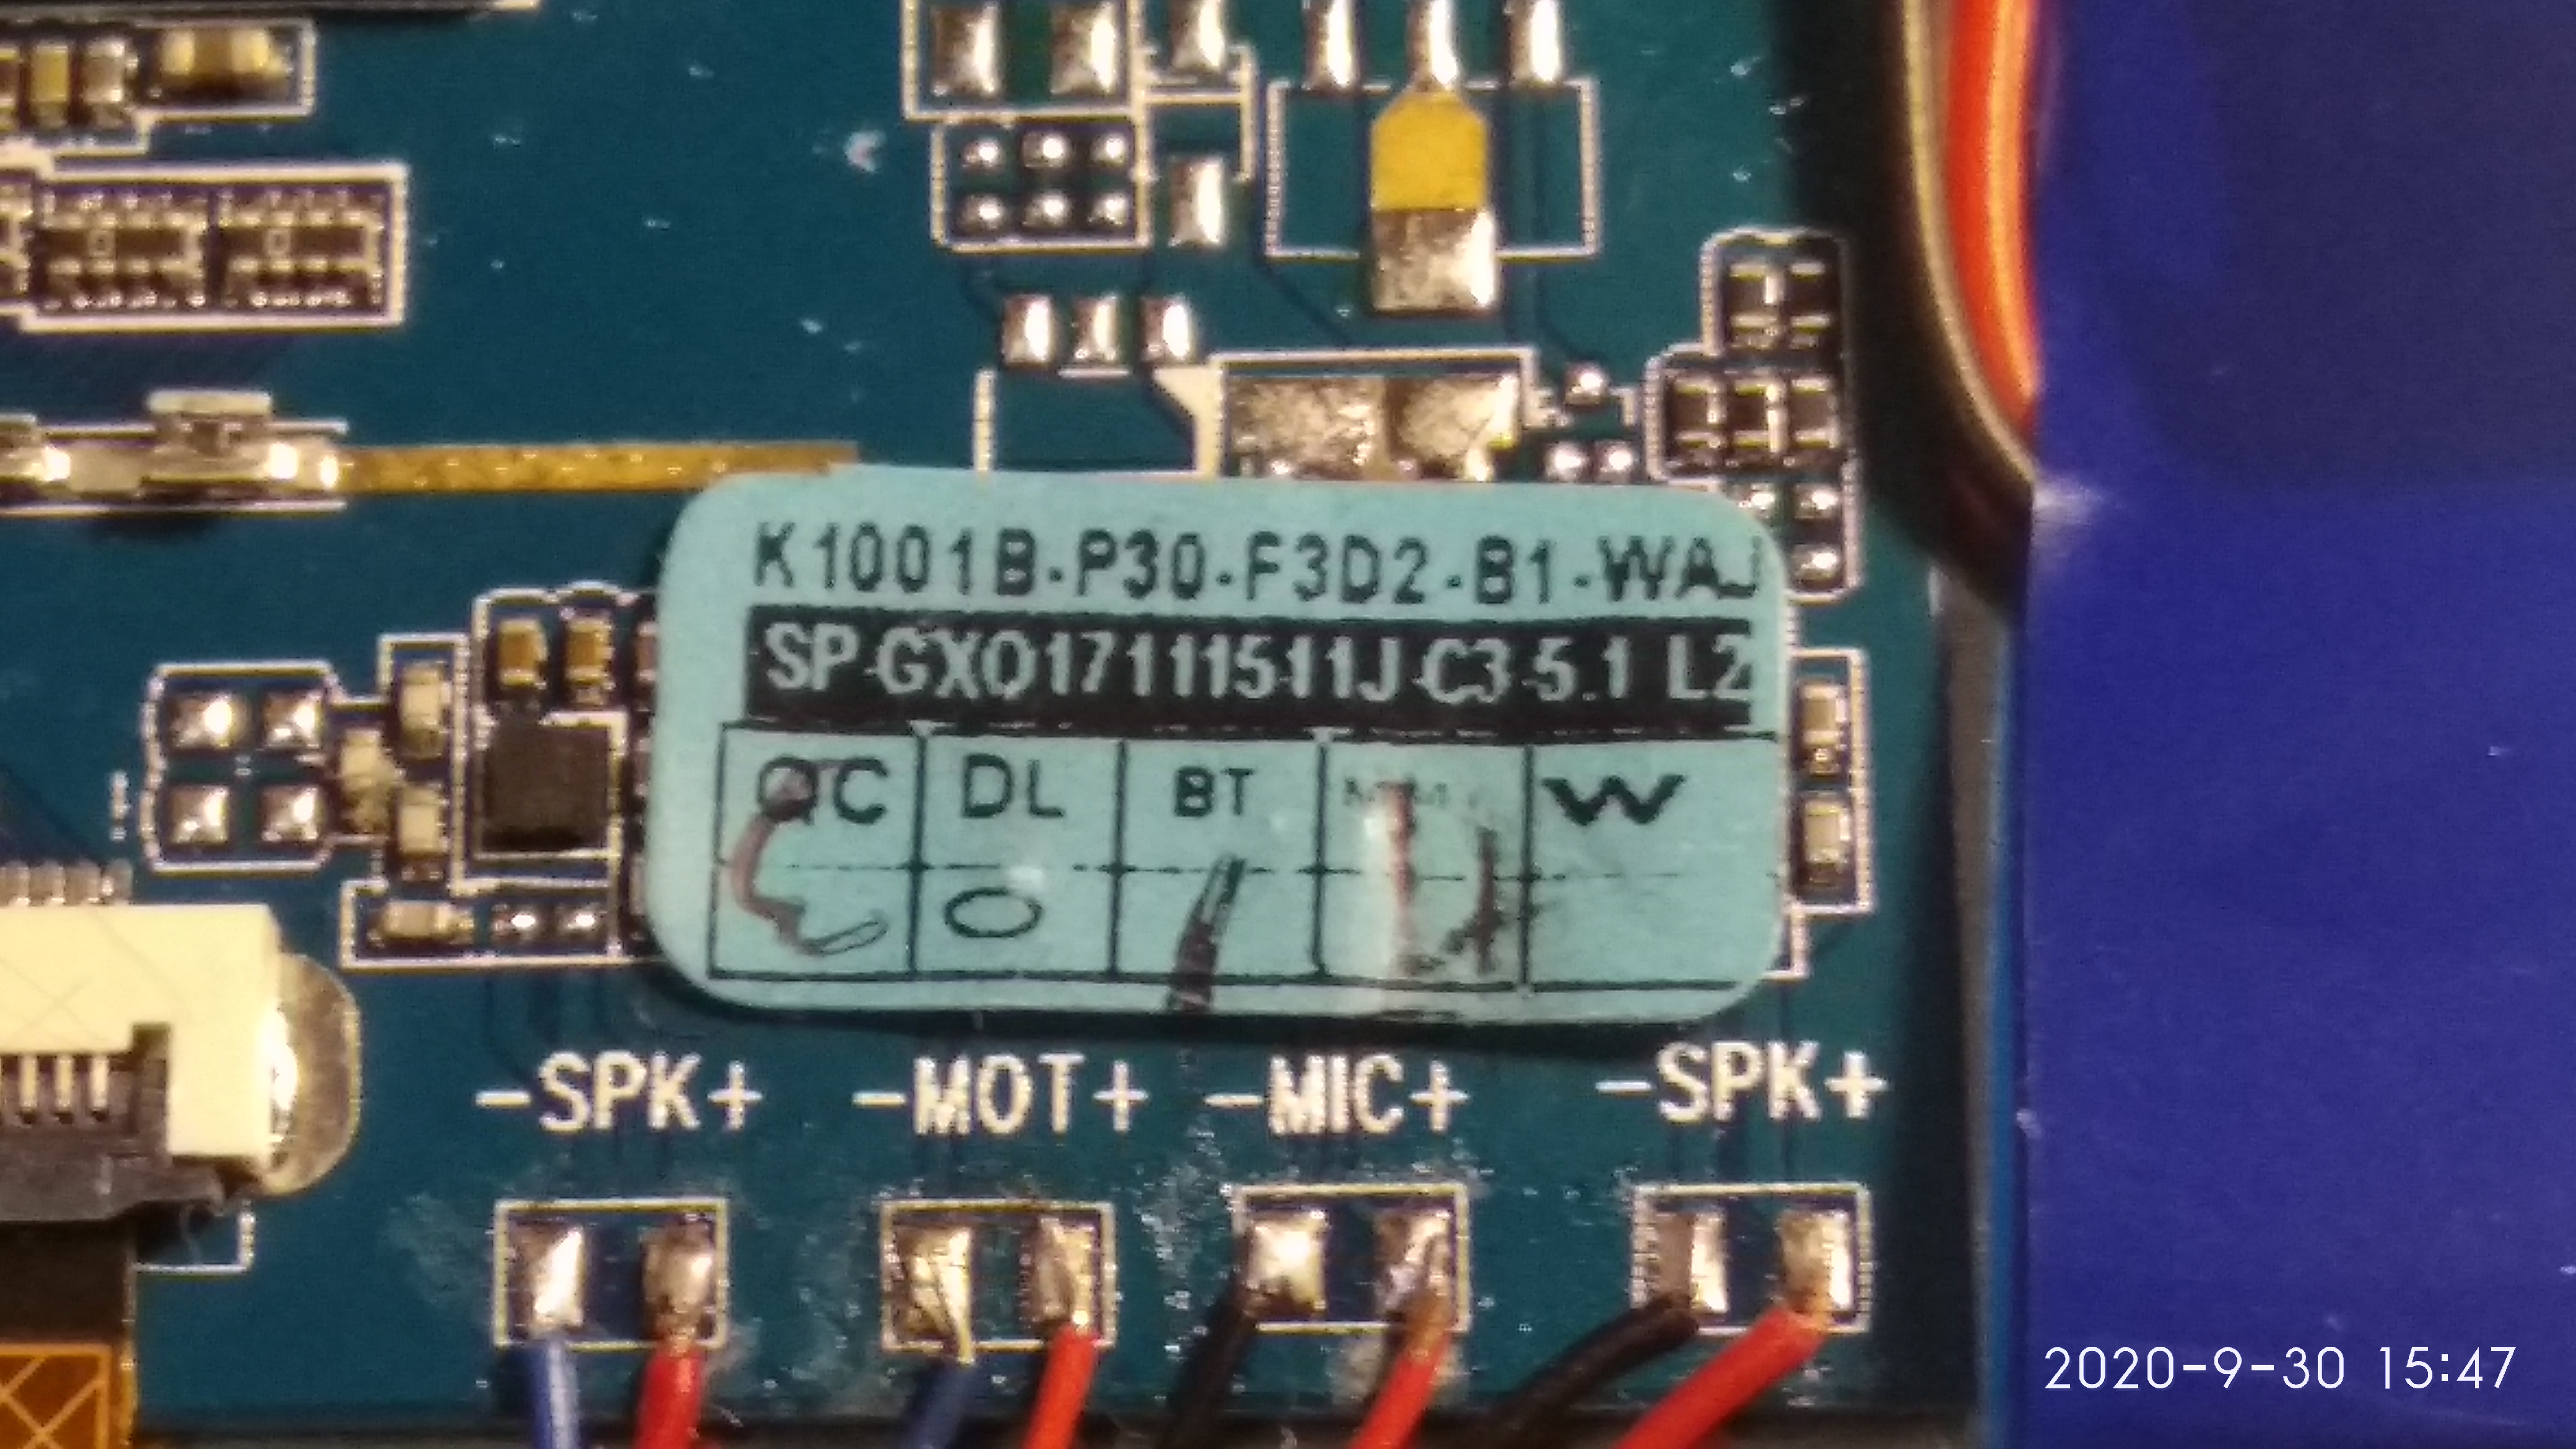 K1001B-P30-F3D2-B1-WAJ
SP-GX017111511J-C3-5.1 L2
QC DL BT W
-SPK+ -MOT+ -MIC+ -SPK+
2020-9-30 15:47